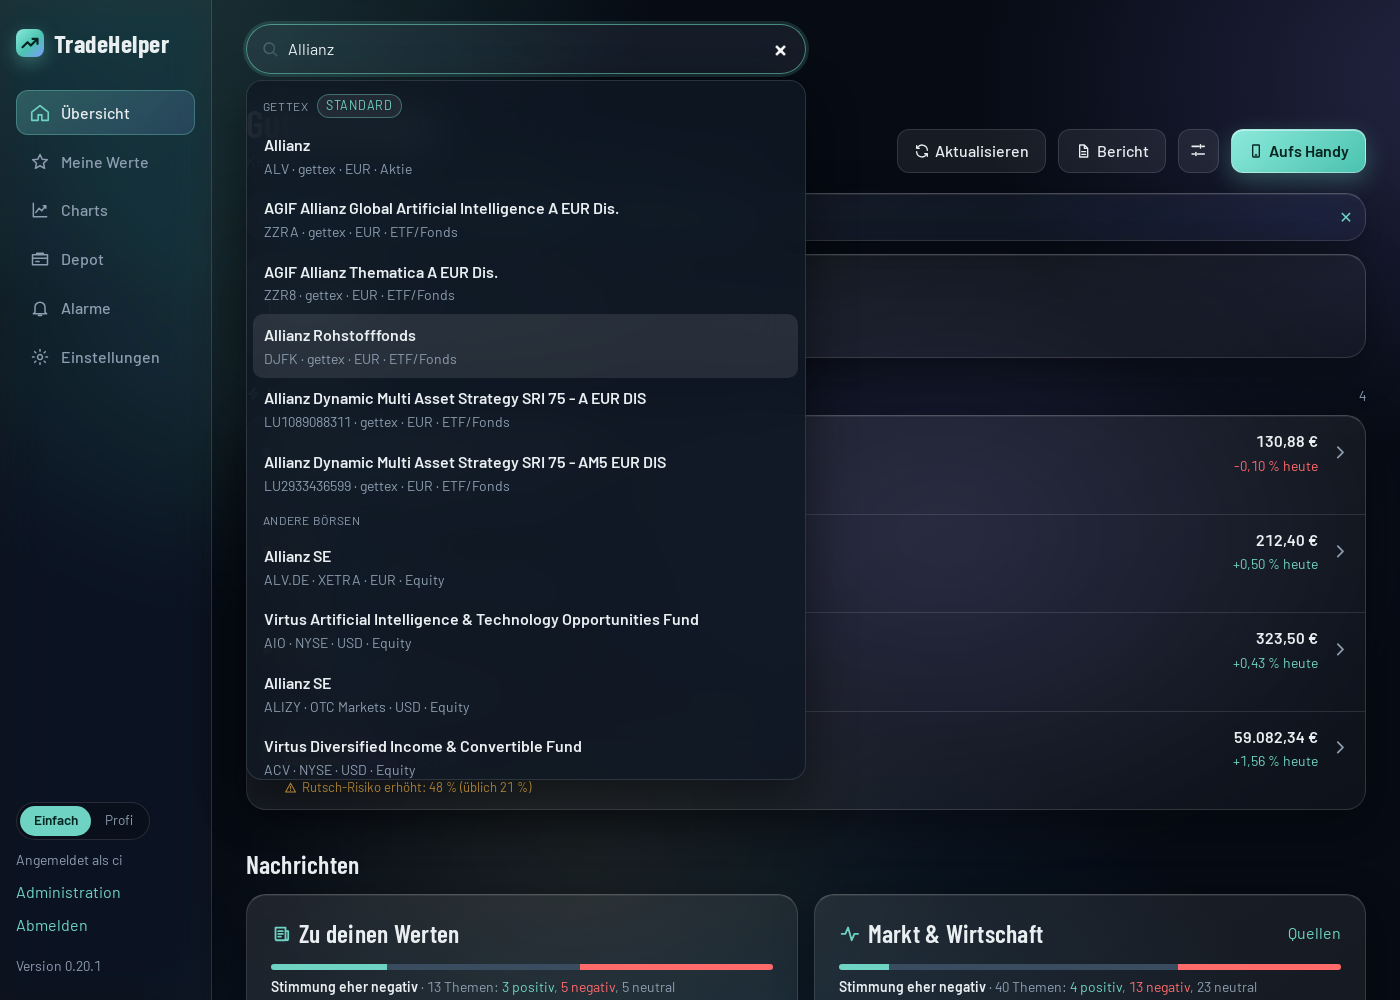 TradeHelper
Übersicht
Meine Werte
Charts
Depot
Alarme
Einstellungen
Einfach Profi
Angemeldet als ci
Administration
Abmelden
Version 0.20.1
Allianz
GETTEX STANDARD
Allianz
ALV · gettex · EUR · Aktie
AGIF Allianz Global Artificial Intelligence A EUR Dis.
ZZRA · gettex · EUR · ETF/Fonds
AGIF Allianz Thematica A EUR Dis.
ZZR8 · gettex · EUR · ETF/Fonds
Allianz Rohstofffonds
DJFK · gettex · EUR · ETF/Fonds
Allianz Dynamic Multi Asset Strategy SRI 75 - A EUR DIS
LU1089088311 · gettex · EUR · ETF/Fonds
Allianz Dynamic Multi Asset Strategy SRI 75 - AM5 EUR DIS
LU2933436599 · gettex · EUR · ETF/Fonds
ANDERE BÖRSEN
Allianz SE
ALV.DE · XETRA · EUR · Equity
Virtus Artificial Intelligence & Technology Opportunities Fund
AIO · NYSE · USD · Equity
Allianz SE
ALIZY · OTC Markets · USD · Equity
Virtus Diversified Income & Convertible Fund
ACV · NYSE · USD · Equity
Aktualisieren
Bericht
Aufs Handy
4
130,88 €
-0,10 % heute
212,40 €
+0,50 % heute
323,50 €
+0,43 % heute
59.082,34 €
+1,56 % heute
Rutsch-Risiko erhöht: 48 % (üblich 21 %)
Nachrichten
Zu deinen Werten
Stimmung eher negativ · 13 Themen: 3 positiv, 5 negativ, 5 neutral
Markt & Wirtschaft
Quellen
Stimmung eher negativ · 40 Themen: 4 positiv, 13 negativ, 23 neutral